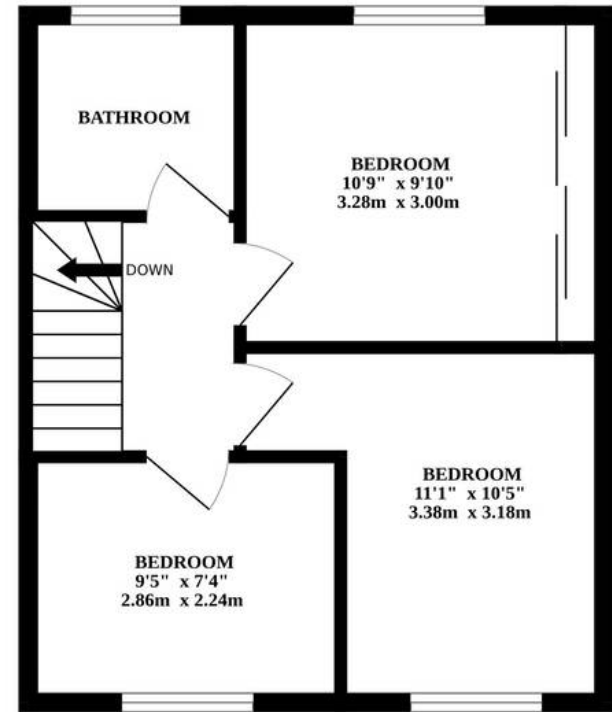 BATHROOM
BEDROOM
10'9" x 9'10"
3.28m x 3.00m
DOWN
BEDROOM
11'1" x 10'5"
3.38m x 3.18m
BEDROOM
9'5" x 7'4"
2.86m x 2.24m